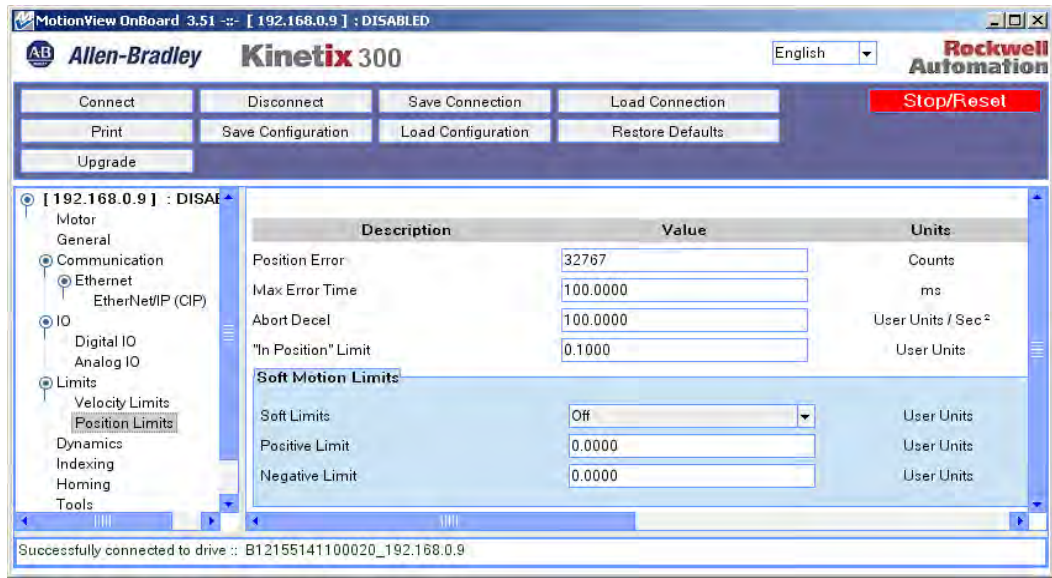 MotionView OnBoard 3.51 -::- [ 192.168.0.9 ] : DISABLED
AB Allen-Bradley Kinetix 300 English Rockwell Automation
Connect Disconnect Save Connection Load Connection Stop/Reset
Print Save Configuration Load Configuration Restore Defaults
Upgrade
[ 192.168.0.9 ] : DISAB
Motor
General
Communication
Ethernet
EtherNet/IP (CIP)
IO
Digital IO
Analog IO
Limits
Velocity Limits
Position Limits
Dynamics
Indexing
Homing
Tools
Description Value Units
Position Error 32767 Counts
Max Error Time 100.0000 ms
Abort Decel 100.0000 User Units / Sec²
"In Position" Limit 0.1000 User Units
Soft Motion Limits
Soft Limits Off User Units
Positive Limit 0.0000 User Units
Negative Limit 0.0000 User Units
Successfully connected to drive :: B12155141100020_192.168.0.9